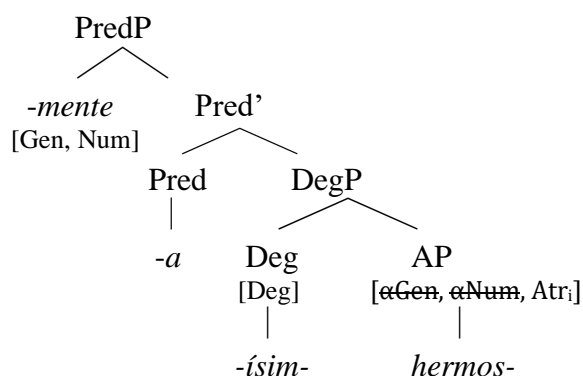 PredP
-mente Pred’
[Gen, Num]
Pred DegP
-a Deg AP
[Deg] [αGen, αNum, Atrᵢ]
-ísim- hermos-